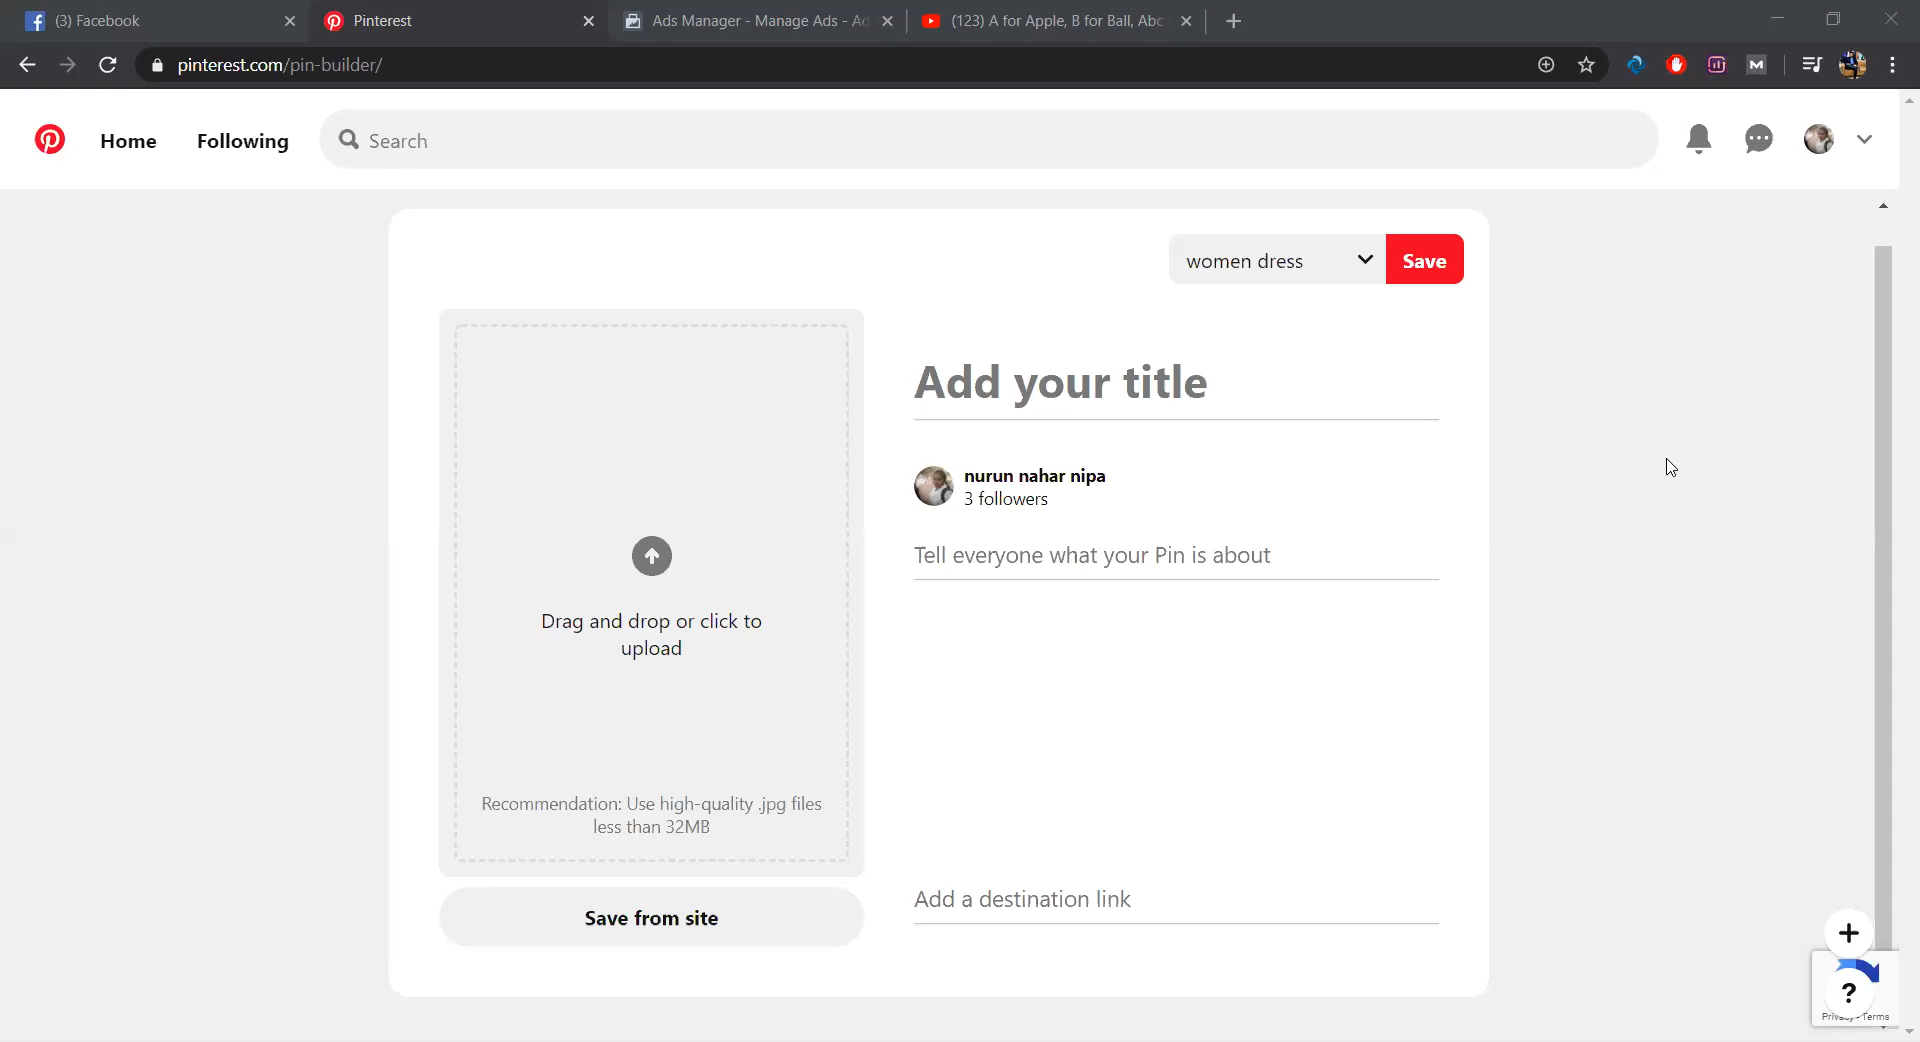 (3) Facebook
Pinterest
Ads Manager - Manage Ads - Ad
(123) A for Apple, B for Ball, Abc
pinterest.com/pin-builder/
Home
Following
Search
women dress
Save
Add your title
nurun nahar nipa
3 followers
Tell everyone what your Pin is about
Drag and drop or click to
upload
Recommendation: Use high-quality .jpg files
less than 32MB
Add a destination link
Save from site
+
?
Privacy - Terms